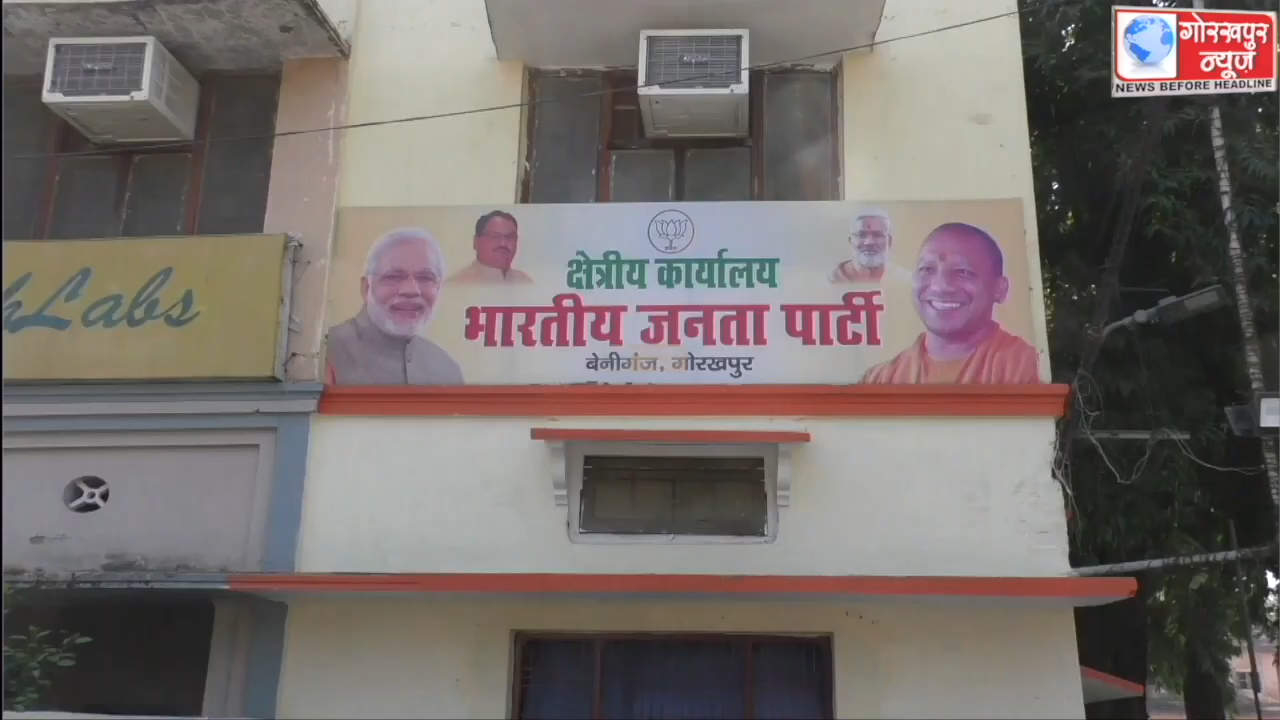 गोरखपुर
न्यूज़
NEWS BEFORE HEADLINE
Labs
क्षेत्रीय कार्यालय
भारतीय जनता पार्टी
बेनीगंज, गोरखपुर